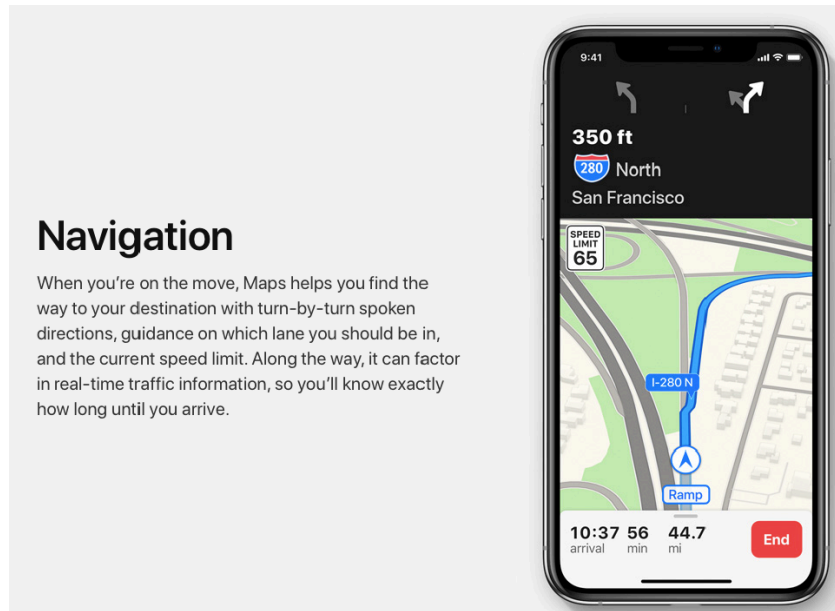 Navigation
When you’re on the move, Maps helps you find the
way to your destination with turn-by-turn spoken
directions, guidance on which lane you should be in,
and the current speed limit. Along the way, it can factor
in real-time traffic information, so you’ll know exactly
how long until you arrive.
9:41
350 ft
280 North
San Francisco
SPEED
LIMIT
65
I-280 N
Ramp
10:37 56 44.7
arrival min mi
End